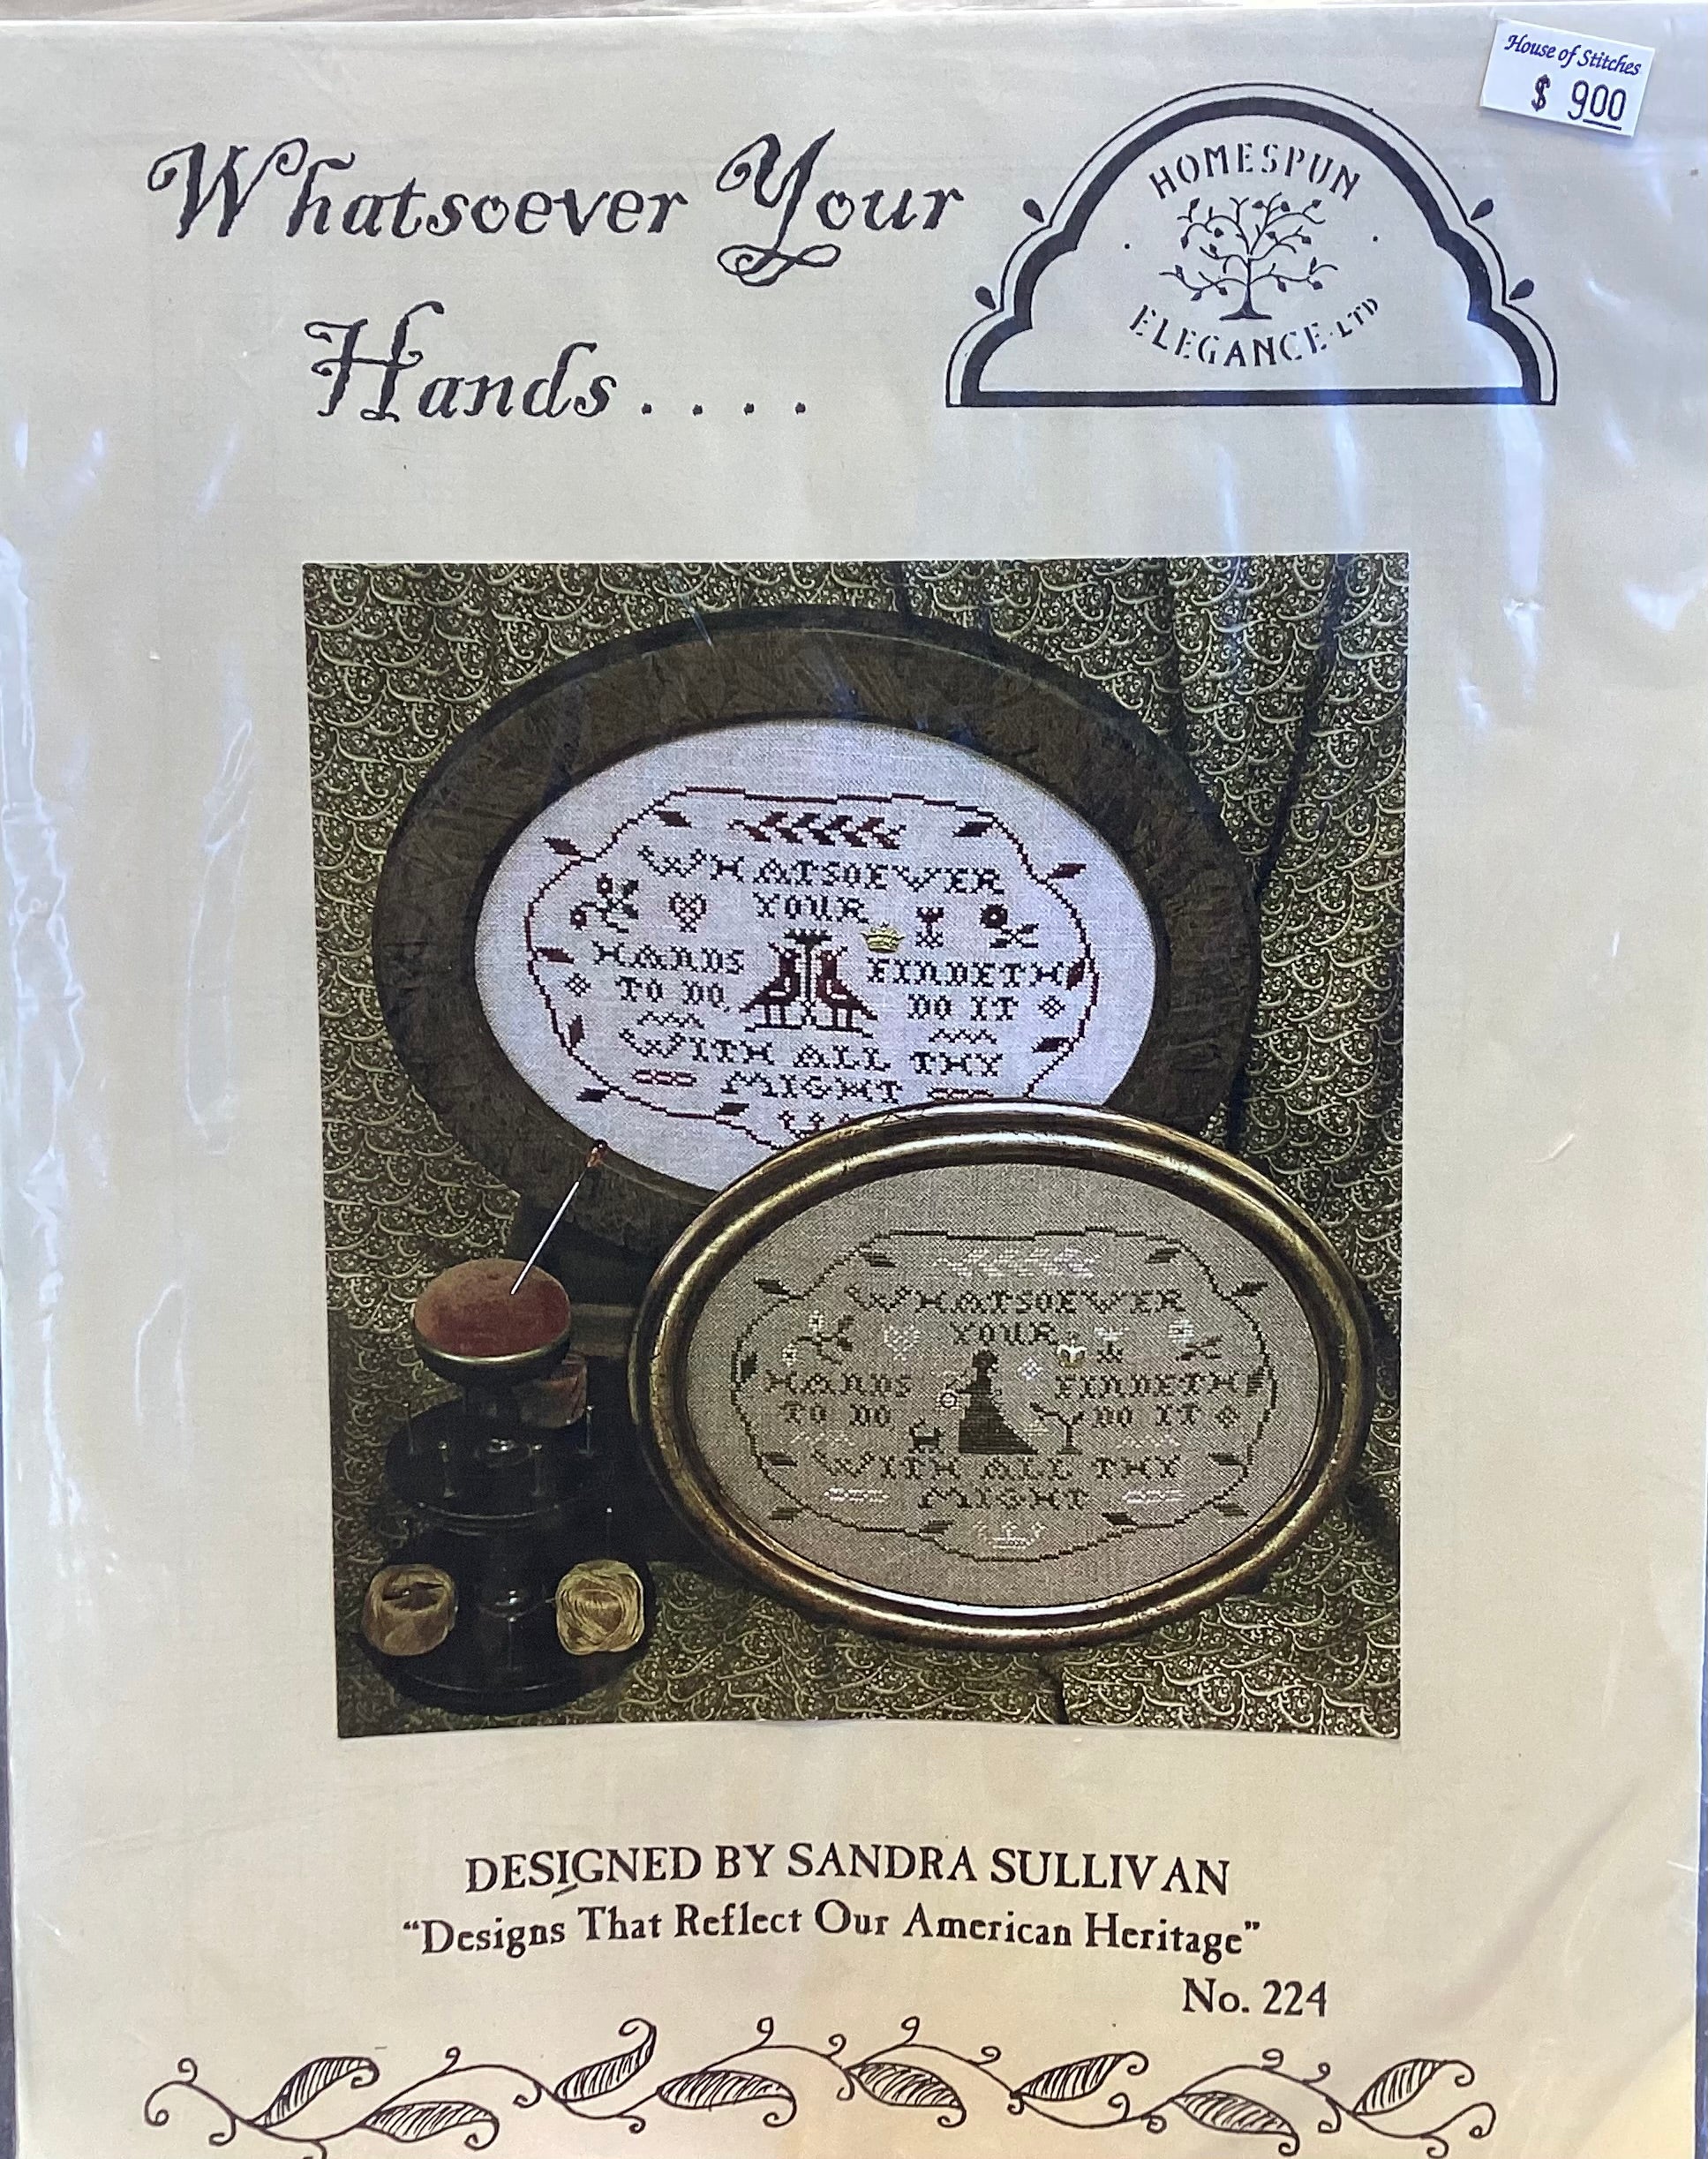 House of Stitches
$ 9.00
Whatsoever Your
Hands . . . .
HOMESPUN
ELEGANCE LTD
WHATSOEVER
YOUR
HANDS FINDETH
TO DO, DO IT
WITH ALL THY
MIGHT
WHATSOEVER
YOUR
HANDS FINDETH
TO DO DO IT
WITH ALL THY
MIGHT
DESIGNED BY SANDRA SULLIVAN
“Designs That Reflect Our American Heritage”
No. 224